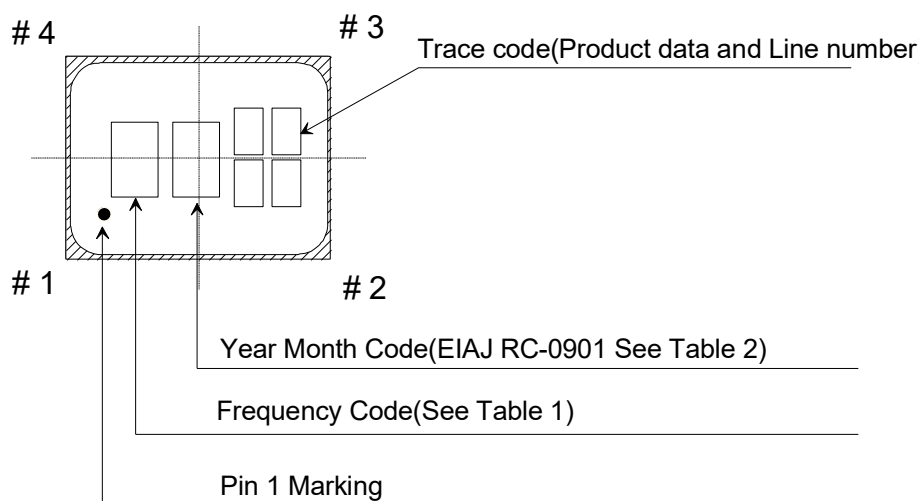 # 4
# 3
Trace code(Product data and Line number
# 1
# 2
Year Month Code(EIAJ RC-0901 See Table 2)
Frequency Code(See Table 1)
Pin 1 Marking